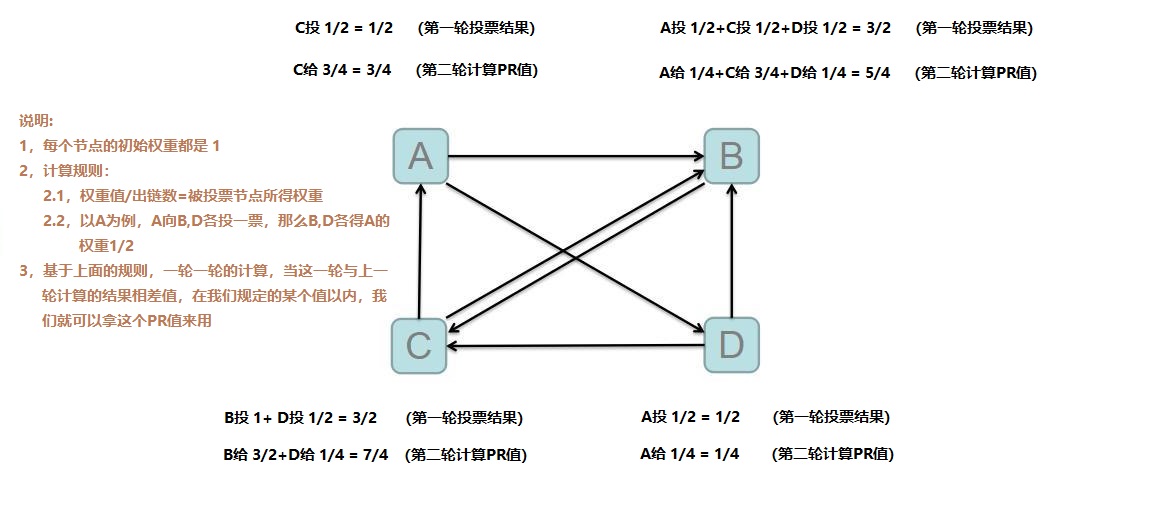 C投 1/2 = 1/2 (第一轮投票结果)
A投 1/2+C投 1/2+D投 1/2 = 3/2 (第一轮投票结果)
C给 3/4 = 3/4 (第二轮计算PR值)
A给 1/4+C给 3/4+D给 1/4 = 5/4 (第二轮计算PR值)
说明:
1，每个节点的初始权重都是 1
2，计算规则：
2.1，权重值/出链数=被投票节点所得权重
2.2，以A为例，A向B,D各投一票，那么B,D各得A的
权重1/2
3，基于上面的规则，一轮一轮的计算，当这一轮与上一
轮计算的结果相差值，在我们规定的某个值以内，我
们就可以拿这个PR值来用
A
B
C
D
B投 1+ D投 1/2 = 3/2 (第一轮投票结果)
A投 1/2 = 1/2 (第一轮投票结果)
B给 3/2+D给 1/4 = 7/4 (第二轮计算PR值)
A给 1/4 = 1/4 (第二轮计算PR值)